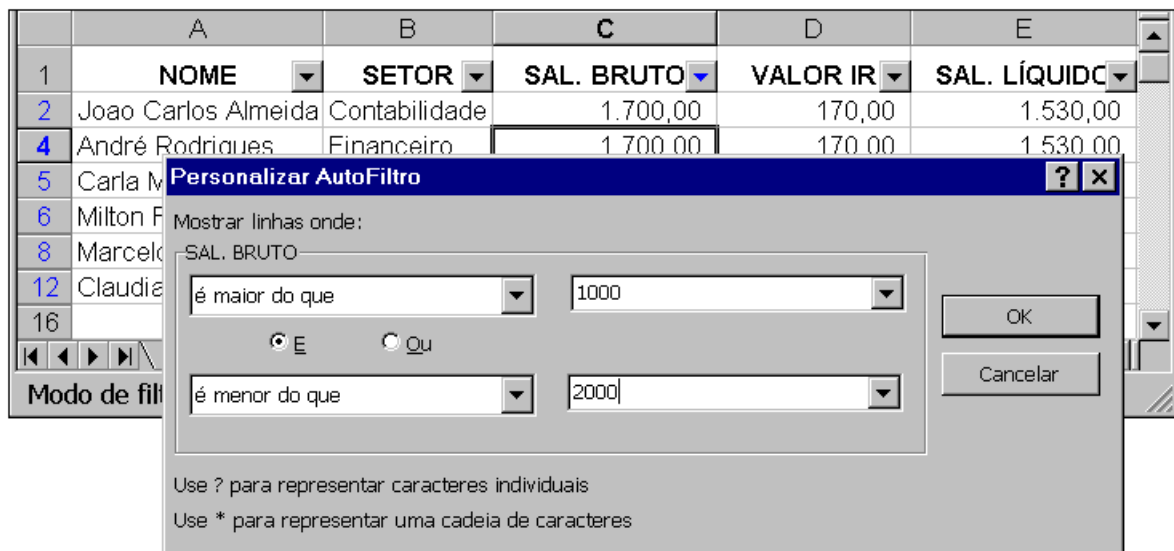 A B C D E
1 NOME SETOR SAL. BRUTO VALOR IR SAL. LÍQUIDO
2 Joao Carlos Almeida Contabilidade 1.700,00 170,00 1.530,00
4 André Rodrigues Financeiro 1.700,00 170,00 1.530,00
5 Carla
6 Milton
8 Marcelo
12 Claudia
16
Modo de
Personalizar AutoFiltro
Mostrar linhas onde:
SAL. BRUTO
é maior do que 1000
E Ou
é menor do que 2000
OK
Cancelar
Use ? para representar caracteres individuais
Use * para representar uma cadeia de caracteres